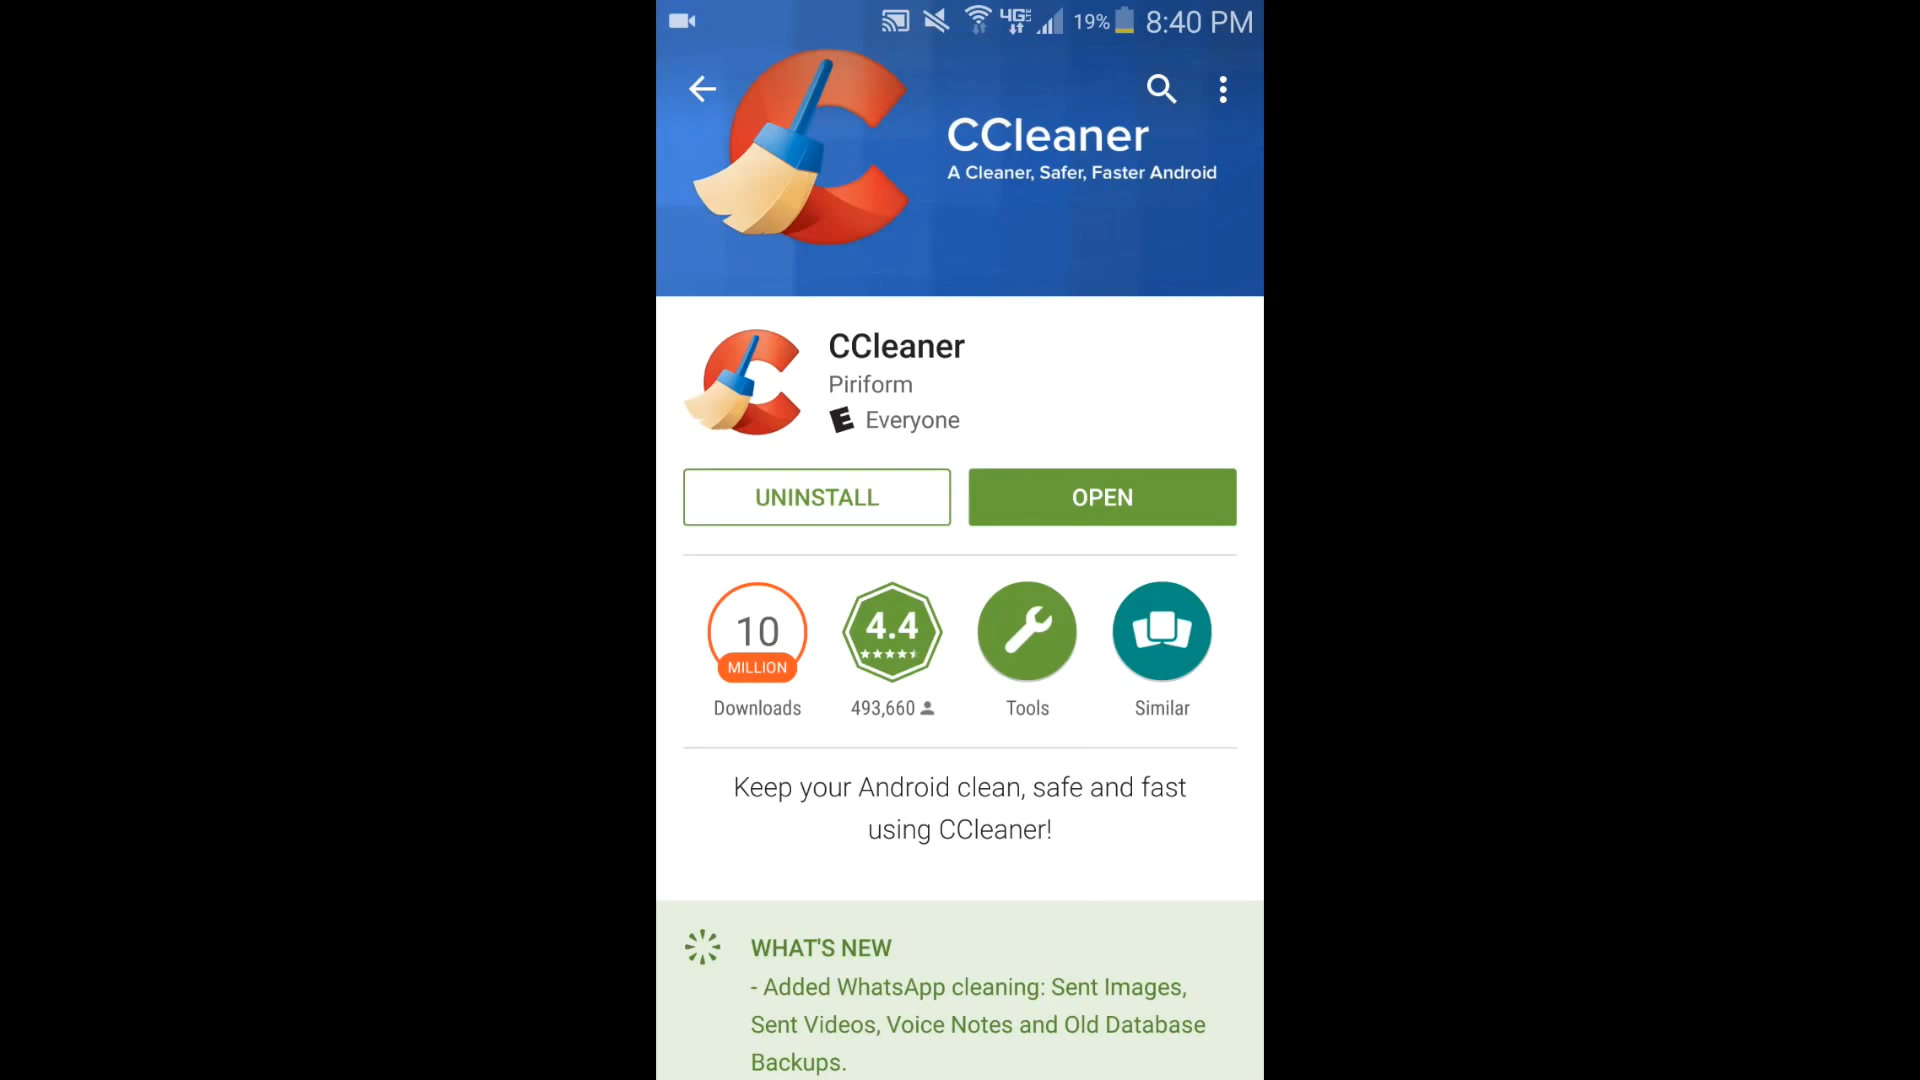 4G LTE 19% 8:40 PM
CCleaner
A Cleaner, Safer, Faster Android
CCleaner
Piriform
E Everyone
UNINSTALL OPEN
10 MILLION
4.4
Downloads 493,660 Tools Similar
Keep your Android clean, safe and fast
using CCleaner!
WHAT'S NEW
- Added WhatsApp cleaning: Sent Images,
Sent Videos, Voice Notes and Old Database
Backups.